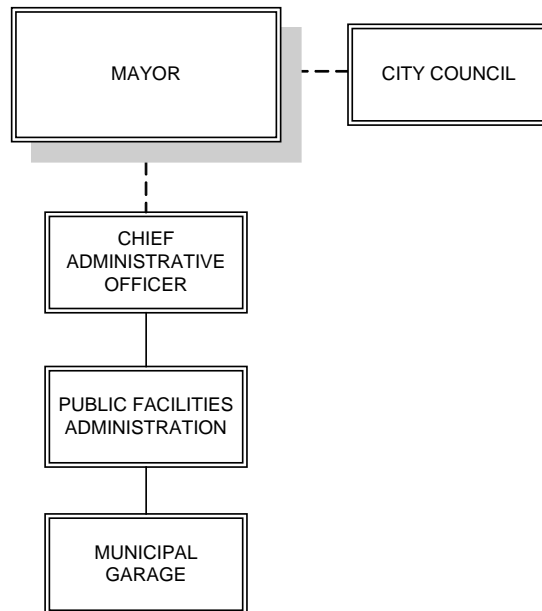 MAYOR
CITY COUNCIL
CHIEF
ADMINISTRATIVE
OFFICER
PUBLIC FACILITIES
ADMINISTRATION
MUNICIPAL
GARAGE